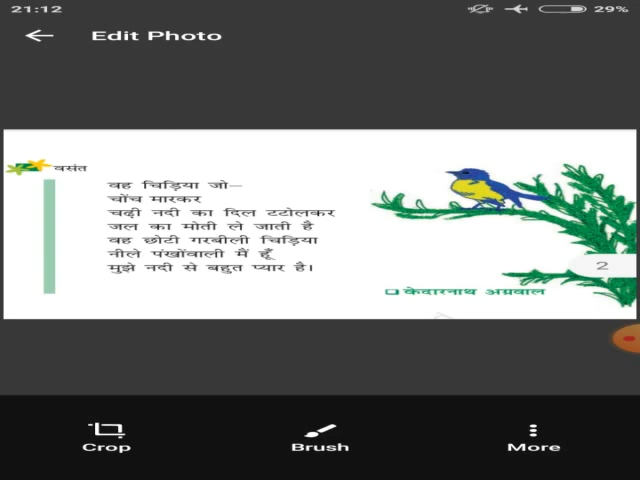 21:12
29%
Edit Photo
वसंत
वह चिड़िया जो–
चोंच मारकर
चढ़ी नदी का दिल टटोलकर
जल का मोती ले जाती है
वह छोटी गरबीली चिड़िया
नीले पंखोंवाली मैं हूँ
मुझे नदी से बहुत प्यार है।
2
केदारनाथ अग्रवाल
Crop
Brush
More